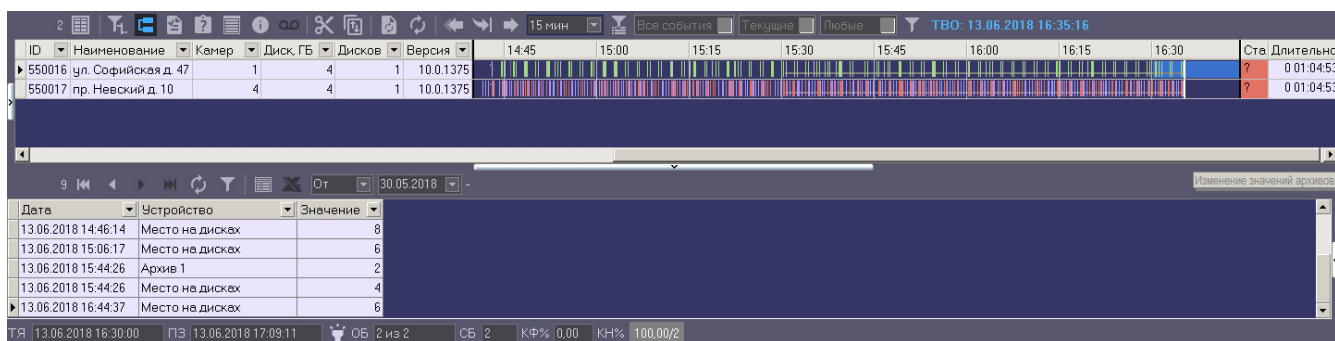 2 15 мин Все события Текущие Любые ТВО: 13.06.2018 16:35:16
ID Наименование Камер Диск, ГБ Дисков Версия 14:45 15:00 15:15 15:30 15:45 16:00 16:15 16:30 Ста Длительно
550016 ул. Софийская д. 47 1 4 1 10.0.1375 ? 0 01:04:53
550017 пр. Невский д. 10 4 4 1 10.0.1375 ? 0 01:04:53
9 От 30.05.2018 - Изменение значений архивов
Дата Устройство Значение
13.06.2018 14:46:14 Место на дисках 8
13.06.2018 15:06:17 Место на дисках 6
13.06.2018 15:44:26 Архив 1 2
13.06.2018 15:44:26 Место на дисках 4
13.06.2018 16:44:37 Место на дисках 6
ТЯ 13.06.2018 16:30:00 ПЗ 13.06.2018 17:09:11 ОБ 2 из 2 СБ 2 КФ% 0,00 КН% 100,00/2